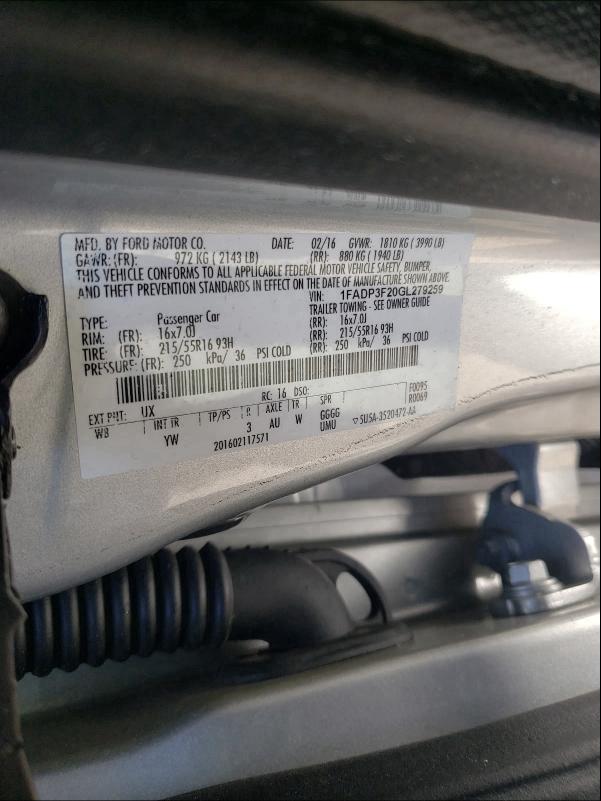 MFD. BY FORD MOTOR CO. DATE: 02/16 GVWR: 1810 KG ( 3990 LB)
GAWR: (FR): 972 KG ( 2143 LB) (RR): 880 KG ( 1940 LB)
THIS VEHICLE CONFORMS TO ALL APPLICABLE FEDERAL MOTOR VEHICLE SAFETY, BUMPER,
AND THEFT PREVENTION STANDARDS IN EFFECT ON THE DATE OF MANUFACTURE SHOWN ABOVE.
VIN: 1FADP3F20GL279259
TYPE: Passenger Car TRAILER TOWING - SEE OWNER GUIDE
RIM: (FR): 16x7.0J (RR): 16x7.0J
TIRE: (FR): 215/55R16 93H (RR): 215/55R16 93H
PRESSURE: (FR): 250 kPa/ 36 PSI COLD (RR): 250 kPa/ 36 PSI COLD
EXT PNT: UX RC: 16 DSO: F0095
R0069
WB INT TR TP/PS R AXLE TR SPR
YW 3 AU W GGGG
UMU
5U5A-3520472-AA
201602117571